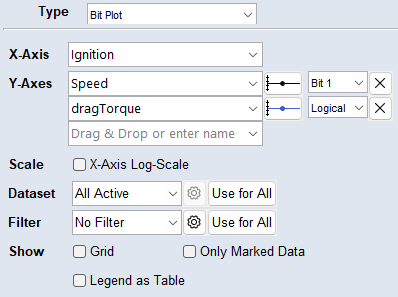 Type Bit Plot
X-Axis Ignition
Y-Axes Speed Bit 1
dragTorque Logical
Drag & Drop or enter name
Scale X-Axis Log-Scale
Dataset All Active Use for All
Filter No Filter Use for All
Show Grid Only Marked Data
Legend as Table